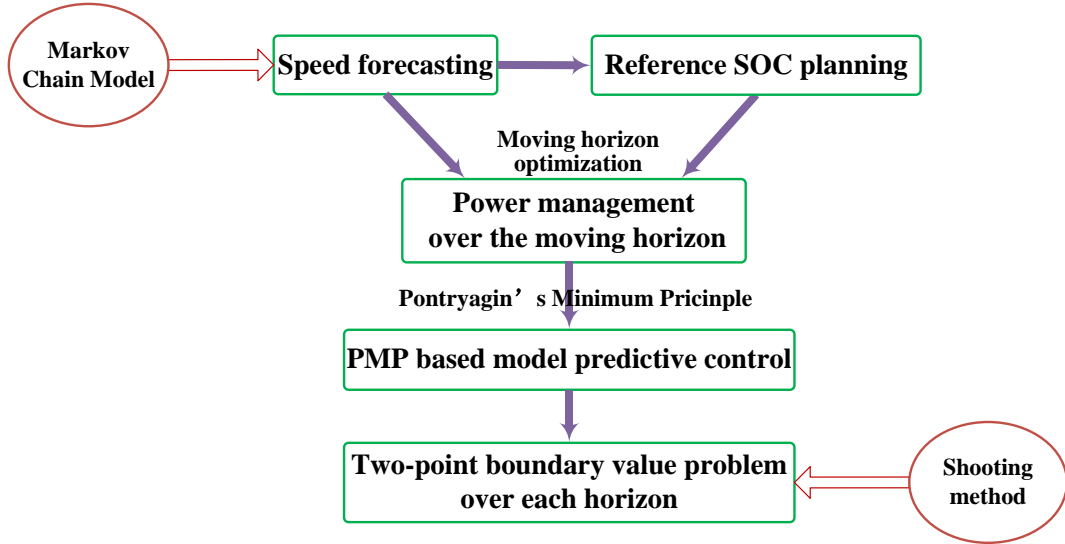 Markov
Chain Model
Speed forecasting
Reference SOC planning
Moving horizon
optimization
Power management
over the moving horizon
Pontryagin’s Minimum Pricinple
PMP based model predictive control
Two-point boundary value problem
over each horizon
Shooting
method